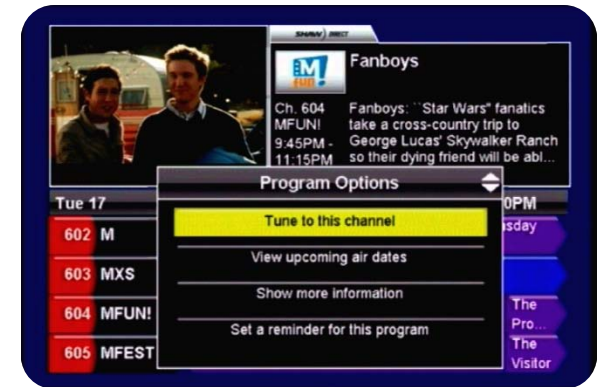 SHAW) DIRECT
M!
FUN!
Fanboys
Ch. 604
MFUN!
9:45PM -
11:15PM
Fanboys: ``Star Wars" fanatics
take a cross-country trip to
George Lucas' Skywalker Ranch
so their dying friend will be abl...
Program Options
Tue 17
0PM
Tune to this channel
View upcoming air dates
Show more information
Set a reminder for this program
602 M
sday
603 MXS
604 MFUN!
The
Pro...
605 MFEST
The
Visitor